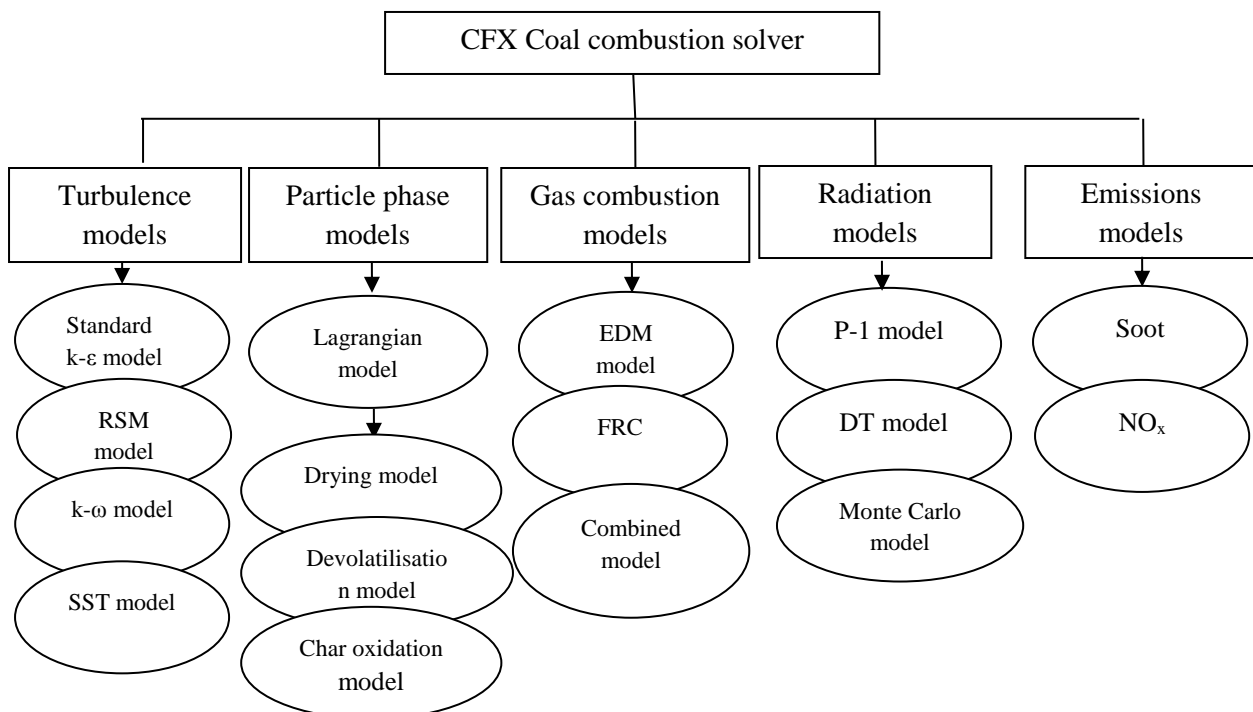 CFX Coal combustion solver
Turbulence
models
Particle phase
models
Gas combustion
models
Radiation
models
Emissions
models
Standard
k-ε model
RSM
model
k-ω model
SST model
Lagrangian
model
Drying model
Devolatilisatio
n model
Char oxidation
model
EDM
model
FRC
Combined
model
P-1 model
DT model
Monte Carlo
model
Soot
NOₓ